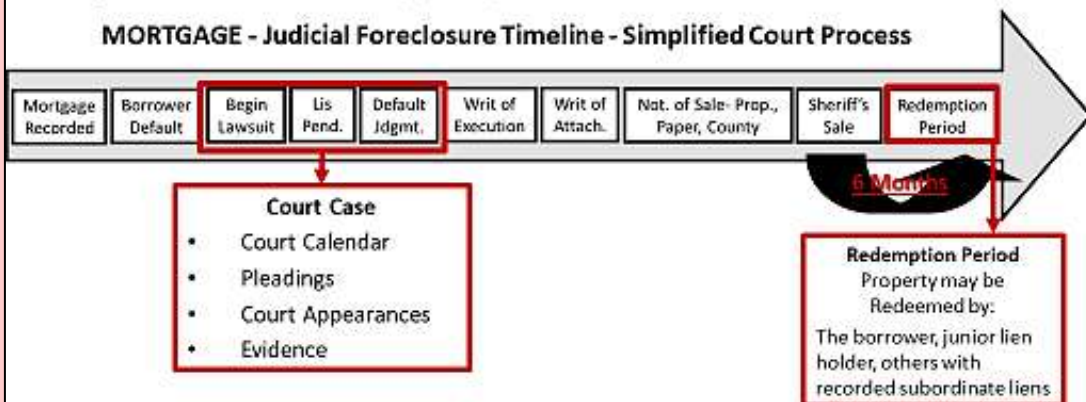 MORTGAGE - Judicial Foreclosure Timeline - Simplified Court Process
Mortgage
Recorded
Borrower
Default
Begin
Lawsuit
Lis
Pend.
Default
Jdgmt.
Writ of
Execution
Writ of
Attach.
Not. of Sale- Prop.,
Paper, County
Sheriff's
Sale
Redemption
Period
6 Months
Court Case
• Court Calendar
• Pleadings
• Court Appearances
• Evidence
Redemption Period
Property may be
Redeemed by:
The borrower, junior lien
holder, others with
recorded subordinate liens